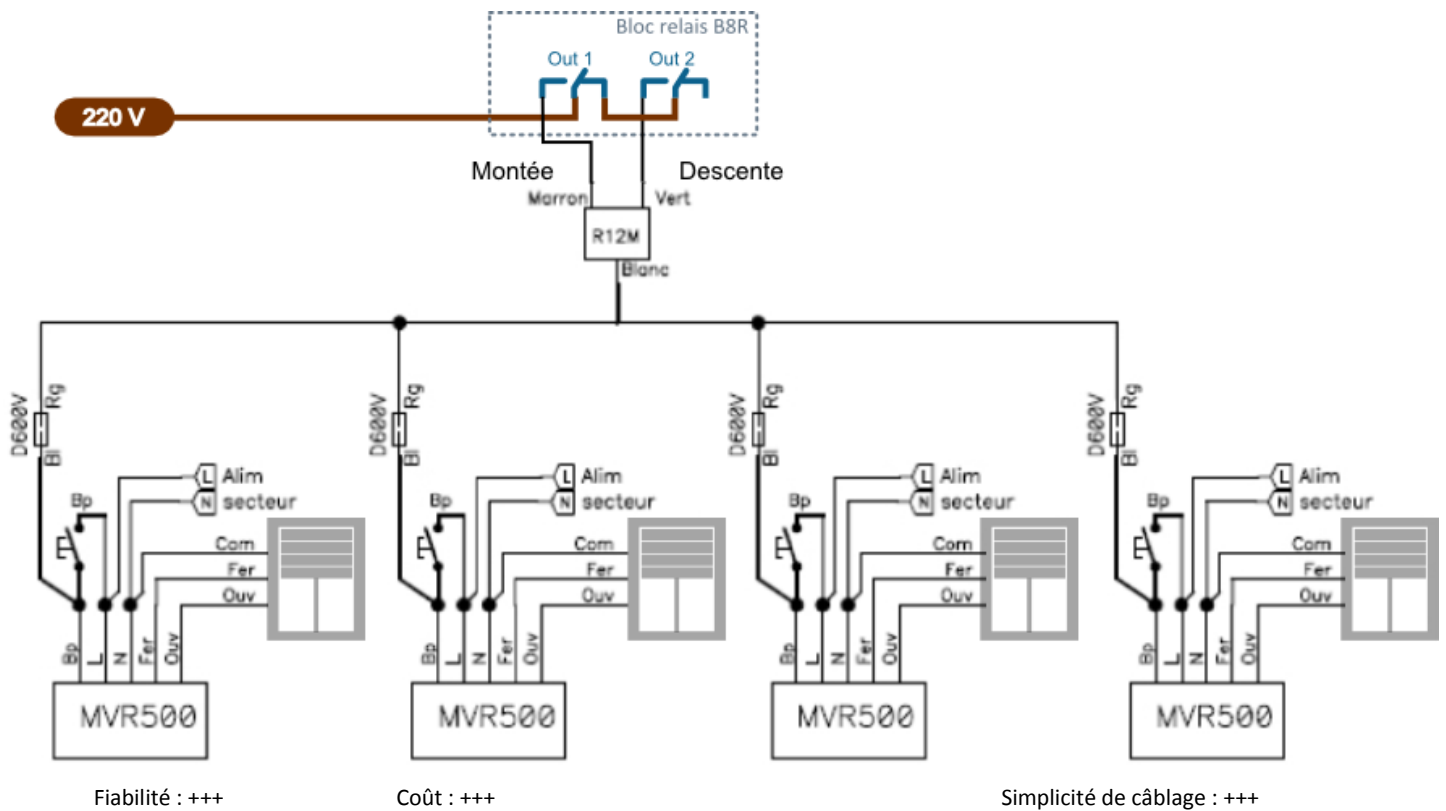 Bloc relais B8R
Out 1 Out 2
220 V
Montée Descente
Marron Vert
R12M
Blanc
D600V Rg Bl
D600V Rg Bl
D600V Rg Bl
D600V Rg Bl
Bp L Alim
N secteur
Com
Fer
Ouv
Bp L N Fer Ouv
MVR500
Bp L Alim
N secteur
Com
Fer
Ouv
Bp L N Fer Ouv
MVR500
Bp L Alim
N secteur
Com
Fer
Ouv
Bp L N Fer Ouv
MVR500
Bp L Alim
N secteur
Com
Fer
Ouv
Bp L N Fer Ouv
MVR500
Fiabilité : +++ Coût : +++ Simplicité de câblage : +++